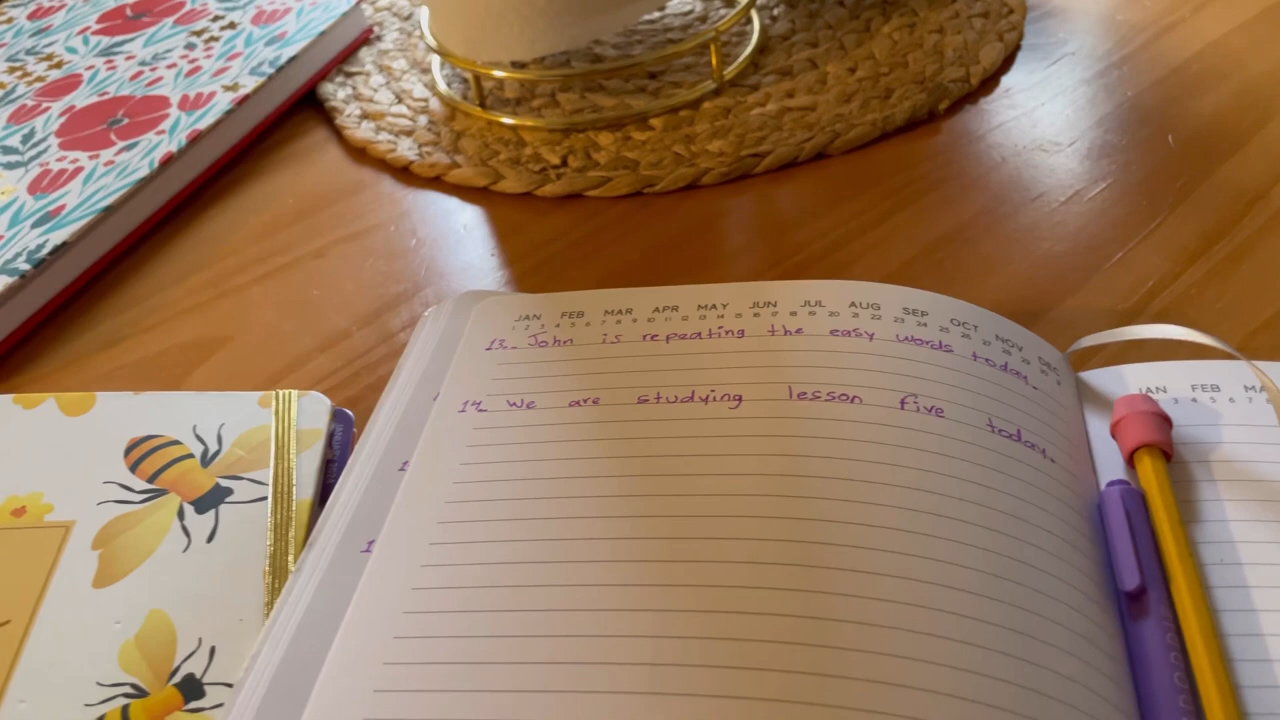 JAN FEB MAR APR MAY JUN JUL AUG SEP OCT NOV DEC
13. John is repeating the easy words today.
14. We are studying lesson five today.
JAN FEB